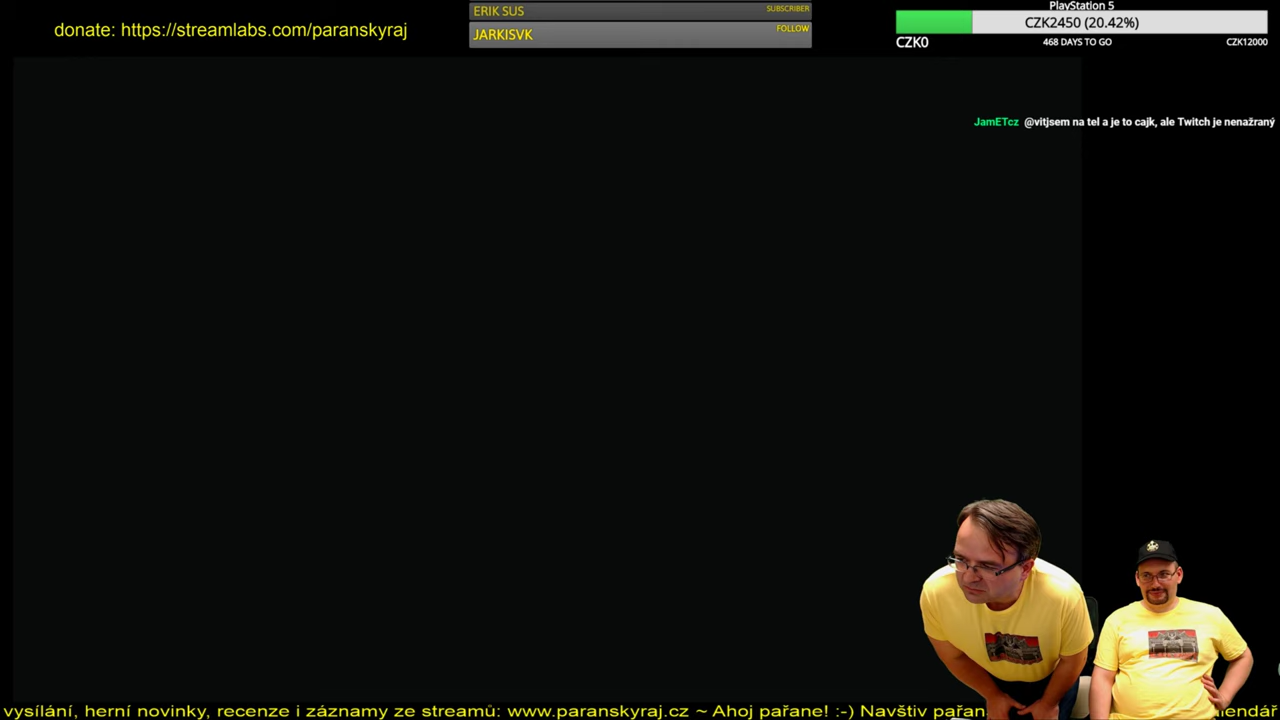 donate: https://streamlabs.com/paranskyraj
ERIK SUS SUBSCRIBER
JARKISVK FOLLOW
PlayStation 5
CZK2450 (20.42%)
CZK0 468 DAYS TO GO CZK12000
JamETcz @vitjsem na tel a je to cajk, ale Twitch je nenažraný
vysílání, herní novinky, recenze i záznamy ze streamů: www.paranskyraj.cz ~ Ahoj pařane! :-) Navštiv pařan